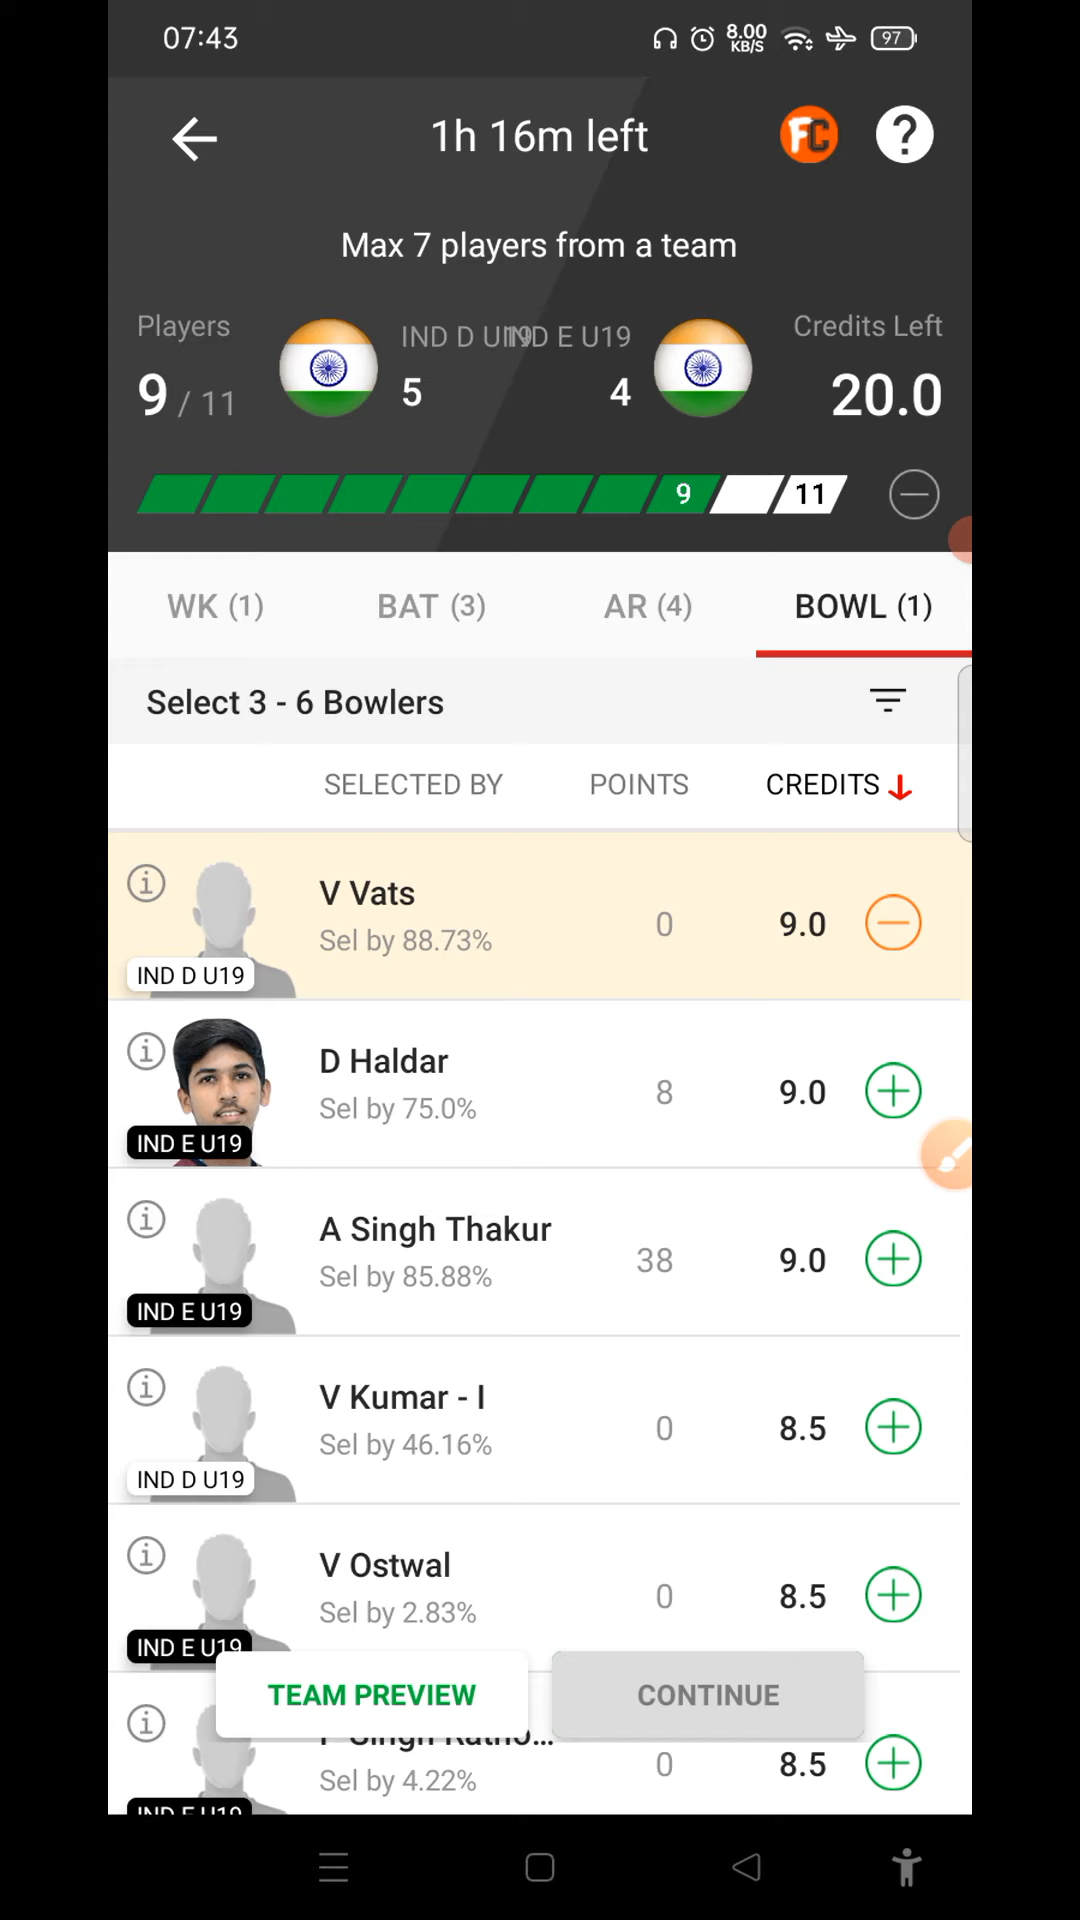 07:43
8.00
KB/S
97
1h 16m left
FC
?
Max 7 players from a team
Players
IND D U19
IND E U19
Credits Left
9 / 11
5
4
20.0
9
11
WK (1)
BAT (3)
AR (4)
BOWL (1)
Select 3 - 6 Bowlers
SELECTED BY
POINTS
CREDITS
V Vats
Sel by 88.73%
0
9.0
IND D U19
D Haldar
Sel by 75.0%
8
9.0
IND E U19
A Singh Thakur
Sel by 85.88%
38
9.0
IND E U19
V Kumar - I
Sel by 46.16%
0
8.5
IND D U19
V Ostwal
Sel by 2.83%
0
8.5
IND E U19
TEAM PREVIEW
CONTINUE
Singh
Sel by 4.22%
0
8.5
IND E U19